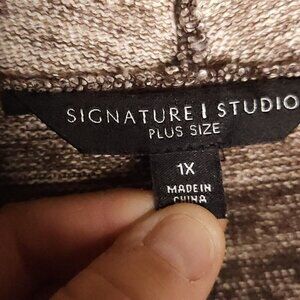 SIGNATURE | STUDIO
PLUS SIZE
1X
MADE IN
CHINA